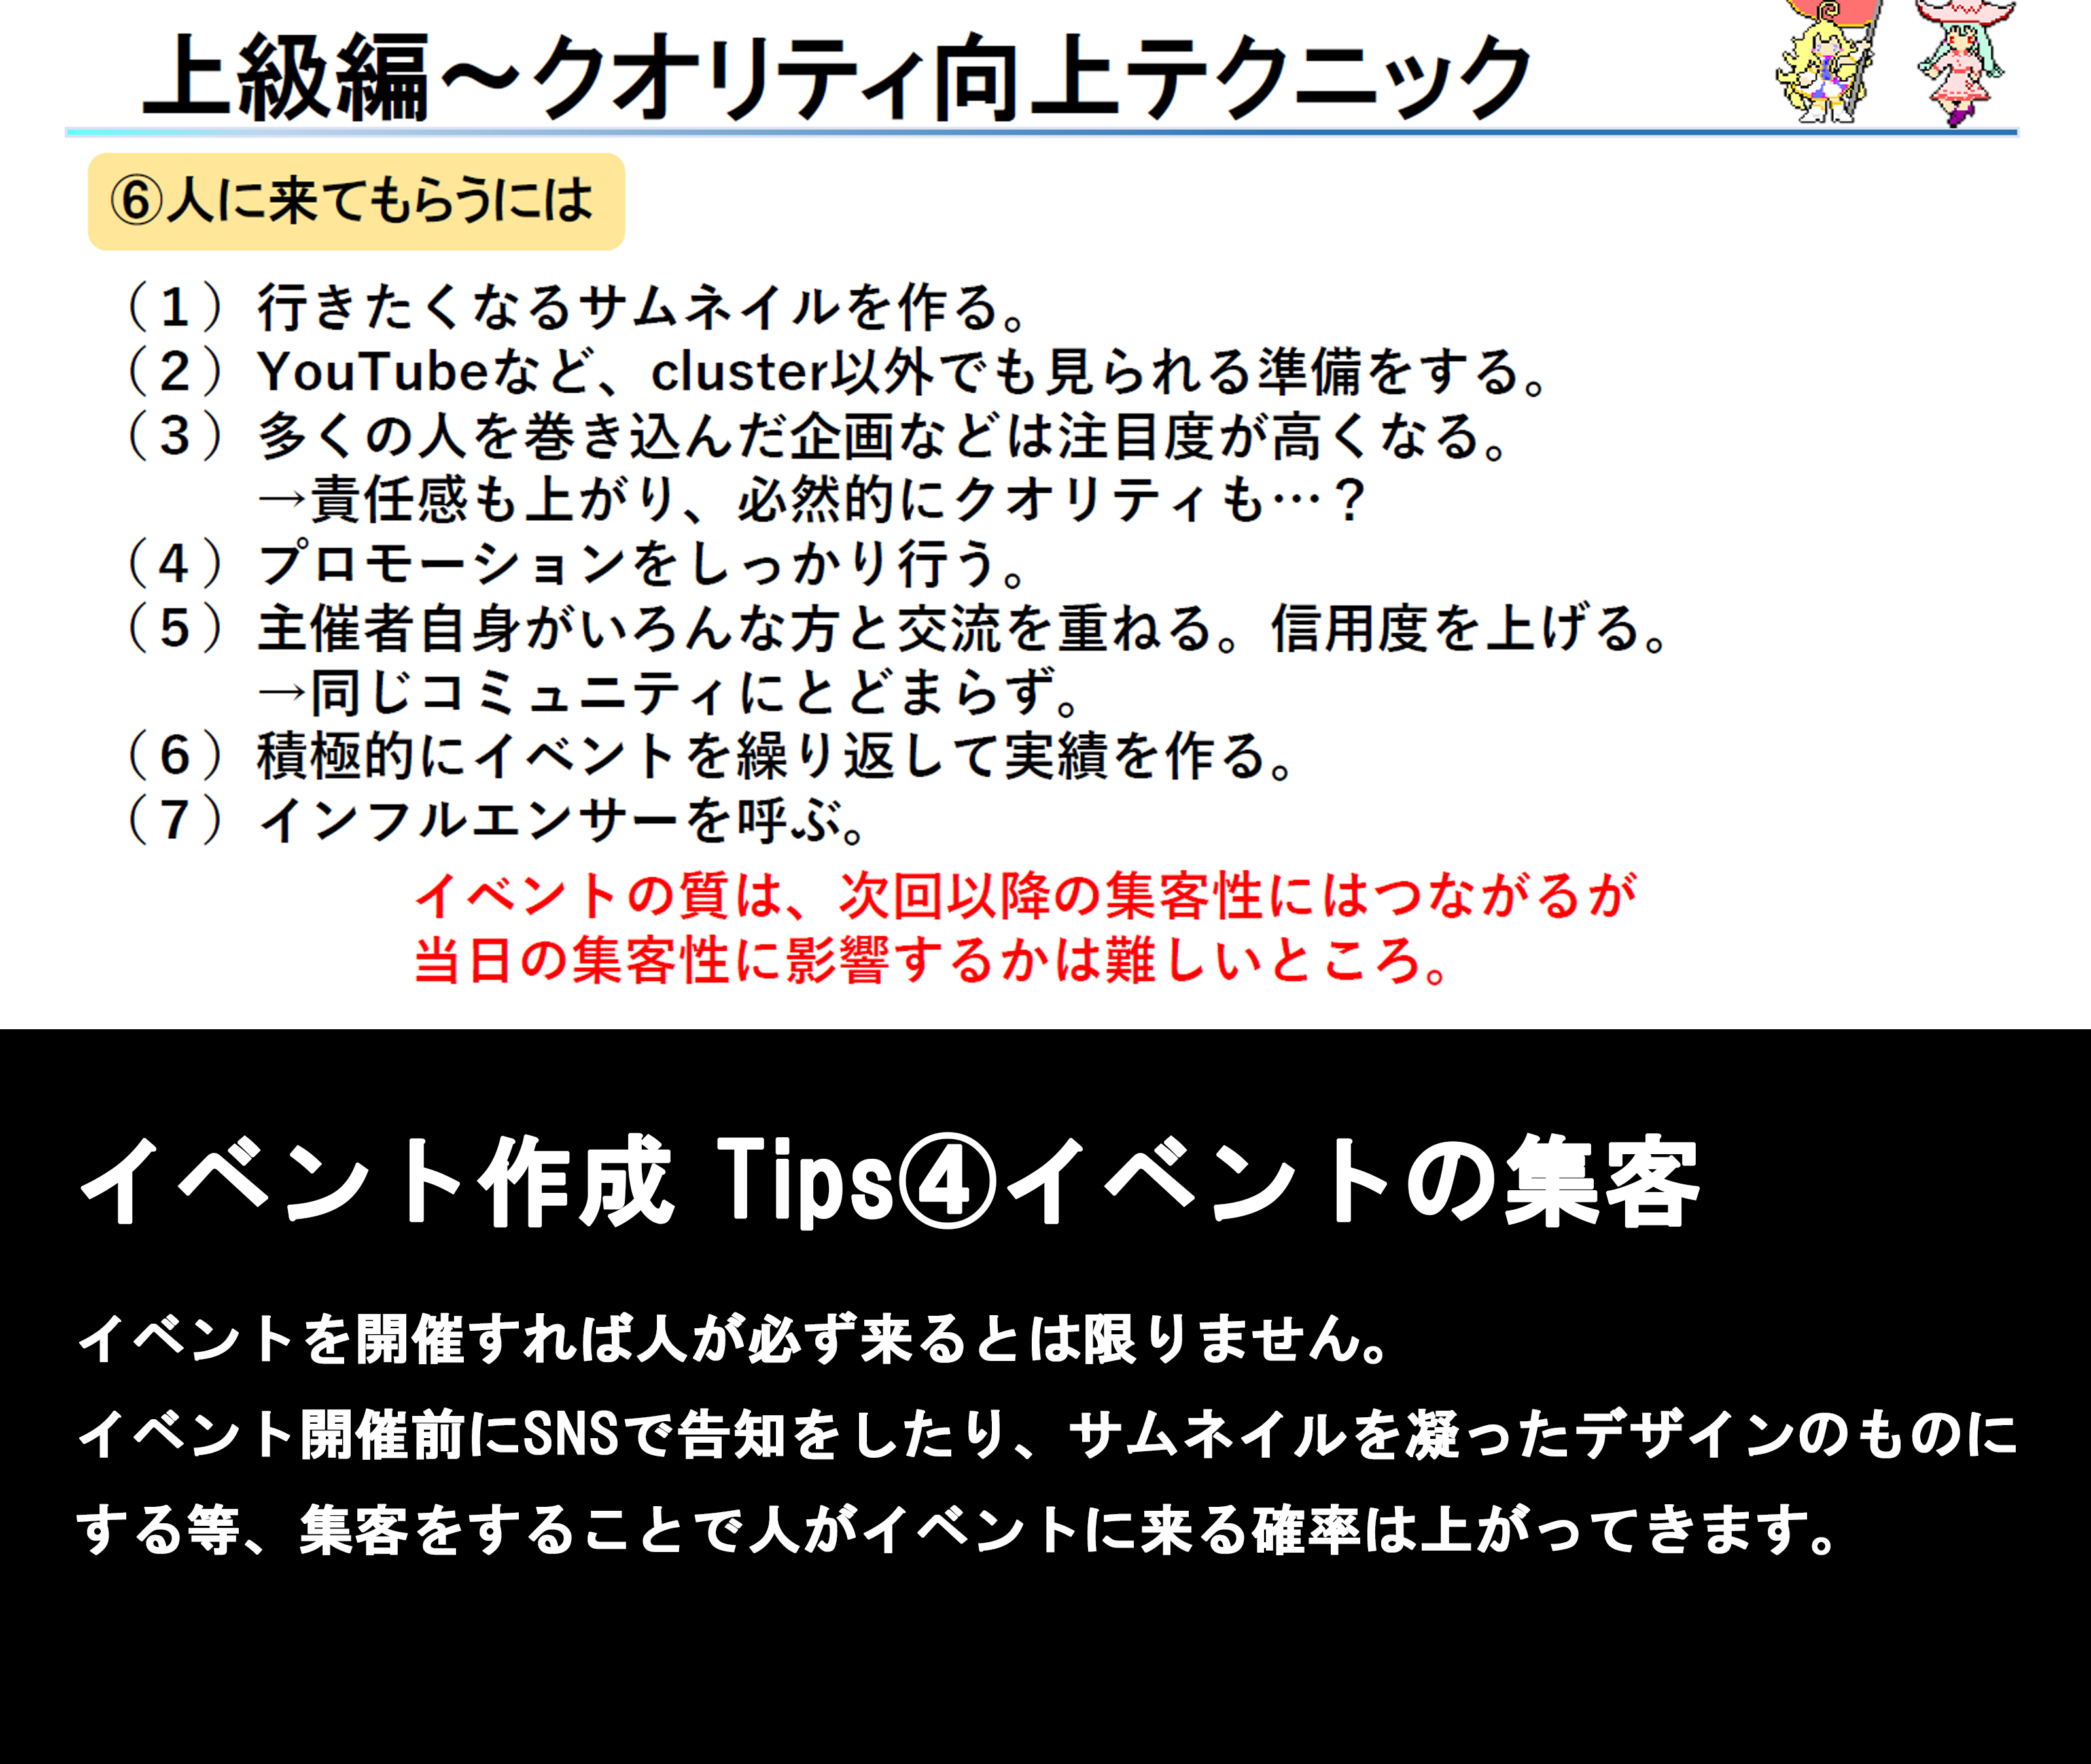 上級編～クオリティ向上テクニック
⑥人に来てもらうには
（１）行きたくなるサムネイルを作る。
（２）YouTubeなど、cluster以外でも見られる準備をする。
（３）多くの人を巻き込んだ企画などは注目度が高くなる。
→責任感も上がり、必然的にクオリティも…？
（４）プロモーションをしっかり行う。
（５）主催者自身がいろんな方と交流を重ねる。信用度を上げる。
→同じコミュニティにとどまらず。
（６）積極的にイベントを繰り返して実績を作る。
（７）インフルエンサーを呼ぶ。
イベントの質は、次回以降の集客性にはつながるが
当日の集客性に影響するかは難しいところ。
イベント作成 Tips④イベントの集客
イベントを開催すれば人が必ず来るとは限りません。
イベント開催前にSNSで告知をしたり、サムネイルを凝ったデザインのものに
する等、集客をすることで人がイベントに来る確率は上がってきます。